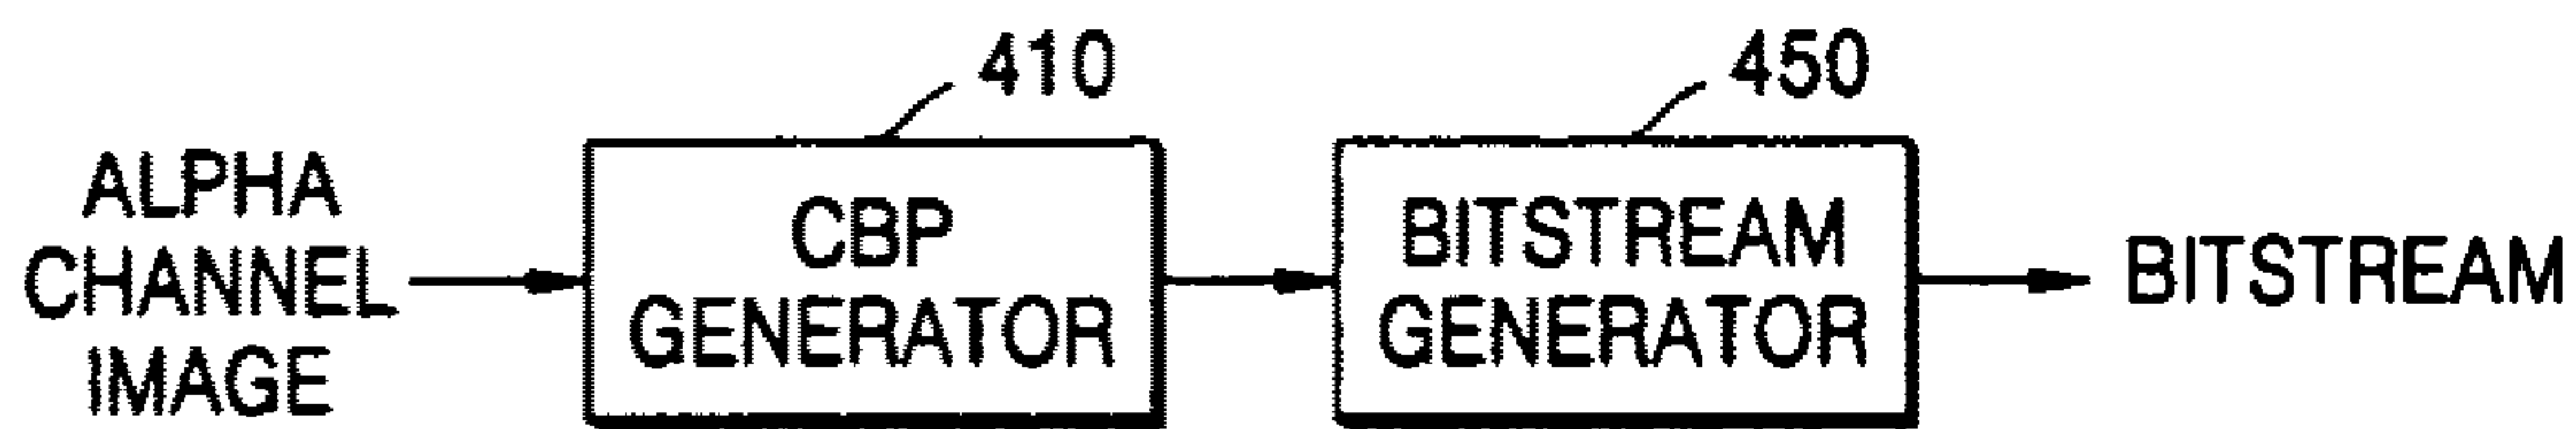 410
450
ALPHA
CHANNEL
IMAGE
CBP
GENERATOR
BITSTREAM
GENERATOR
BITSTREAM